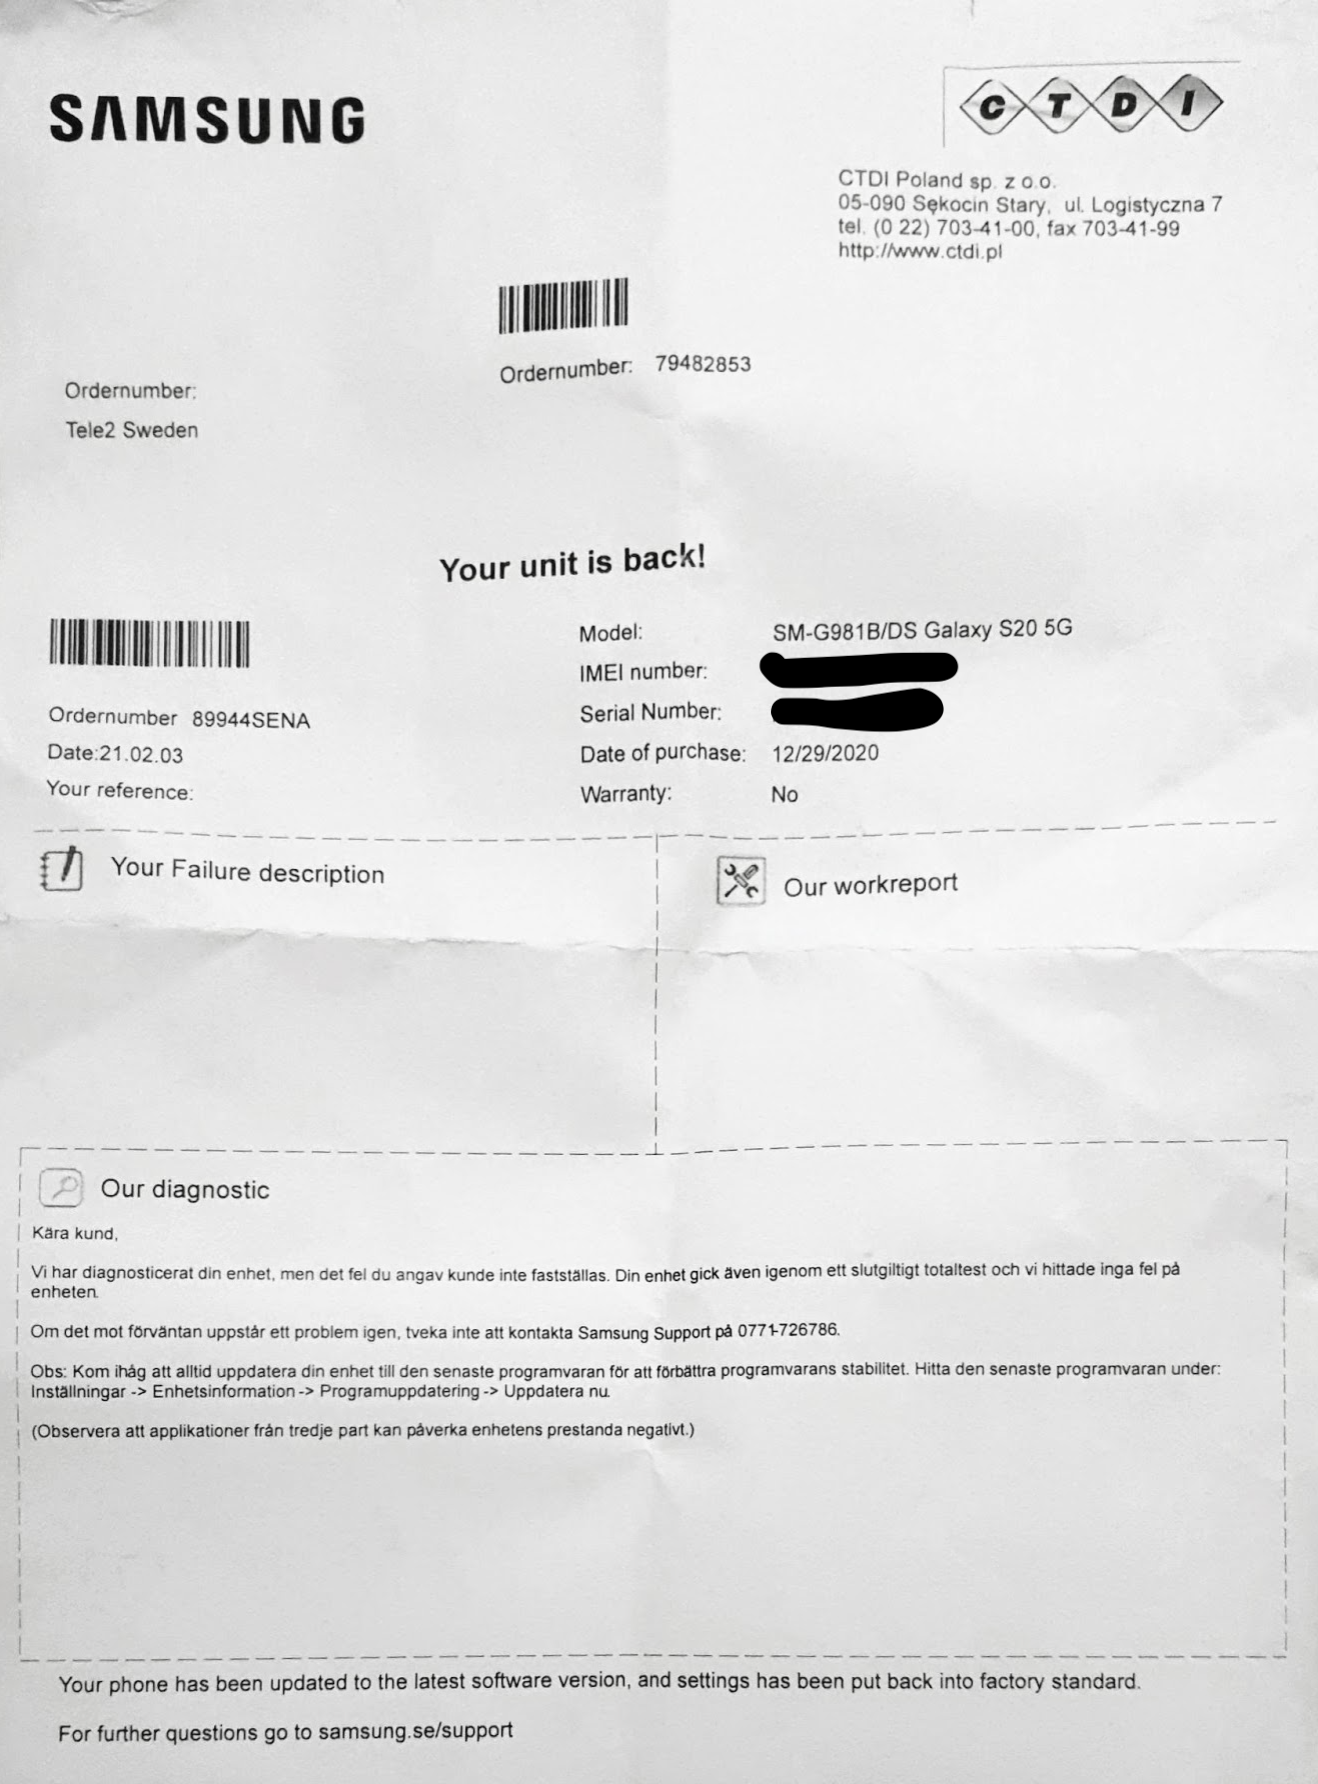 SAMSUNG
C T D I
CTDI Poland sp. z o.o.
05-090 Sękocin Stary, ul. Logistyczna 7
tel. (0 22) 703-41-00, fax 703-41-99
http://www.ctdi.pl
Ordernumber: 79482853
Ordernumber:
Tele2 Sweden
Your unit is back!
Ordernumber 89944SENA
Date:21.02.03
Your reference:
Model: SM-G981B/DS Galaxy S20 5G
IMEI number:
Serial Number:
Date of purchase: 12/29/2020
Warranty: No
Your Failure description
Our workreport
Our diagnostic
Kära kund,
Vi har diagnosticerat din enhet, men det fel du angav kunde inte fastställas. Din enhet gick även igenom ett slutgiltigt totaltest och vi hittade inga fel på
enheten.
Om det mot förväntan uppstår ett problem igen, tveka inte att kontakta Samsung Support på 0771-726786.
Obs: Kom ihåg att alltid uppdatera din enhet till den senaste programvaran för att förbättra programvarans stabilitet. Hitta den senaste programvaran under:
Inställningar -> Enhetsinformation -> Programuppdatering -> Uppdatera nu.
(Observera att applikationer från tredje part kan påverka enhetens prestanda negativt.)
Your phone has been updated to the latest software version, and settings has been put back into factory standard.
For further questions go to samsung.se/support